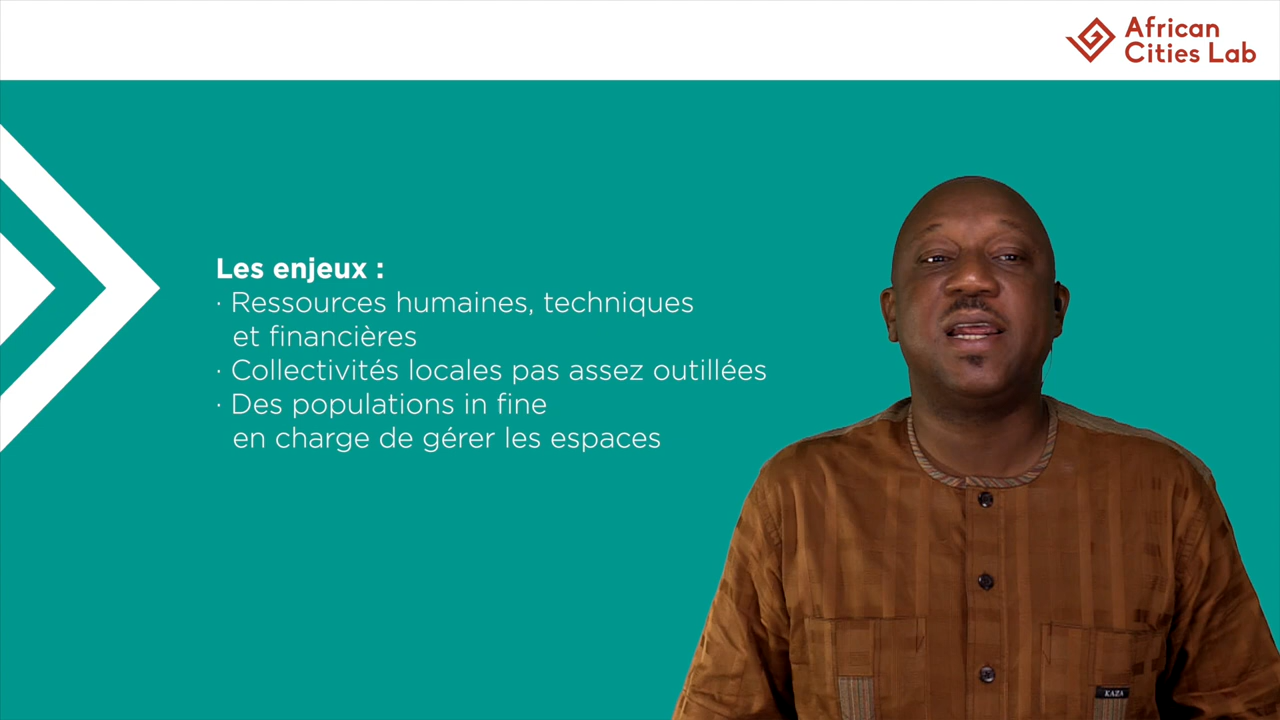 African
Cities Lab
Les enjeux :
· Ressources humaines, techniques
et financières
· Collectivités locales pas assez outillées
· Des populations in fine
en charge de gérer les espaces
KAZA